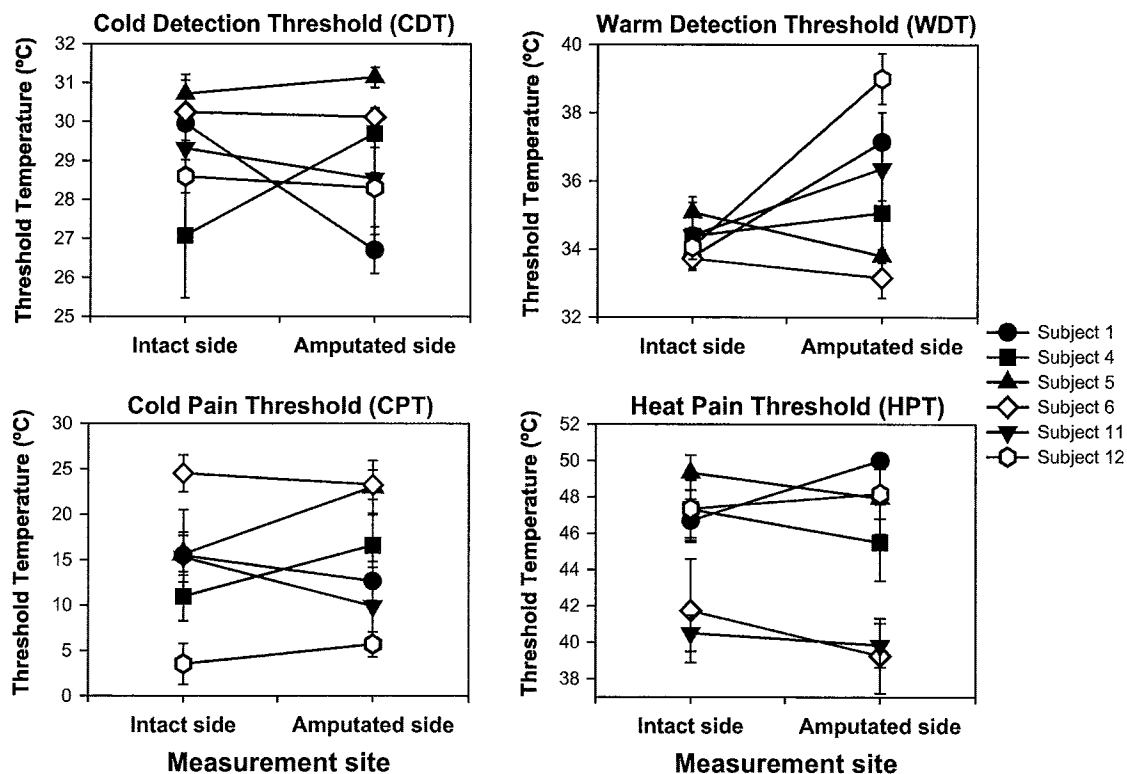 Cold Detection Threshold (CDT)
Threshold Temperature (ºC)
32
31
30
29
28
27
26
25
Intact side
Amputated side
Warm Detection Threshold (WDT)
Threshold Temperature (ºC)
40
38
36
34
32
Intact side
Amputated side
Subject 1
Subject 4
Subject 5
Subject 6
Subject 11
Subject 12
Cold Pain Threshold (CPT)
Threshold Temperature (ºC)
30
25
20
15
10
5
0
Intact side
Amputated side
Measurement site
Heat Pain Threshold (HPT)
Threshold Temperature (ºC)
52
50
48
46
44
42
40
38
Intact side
Amputated side
Measurement site